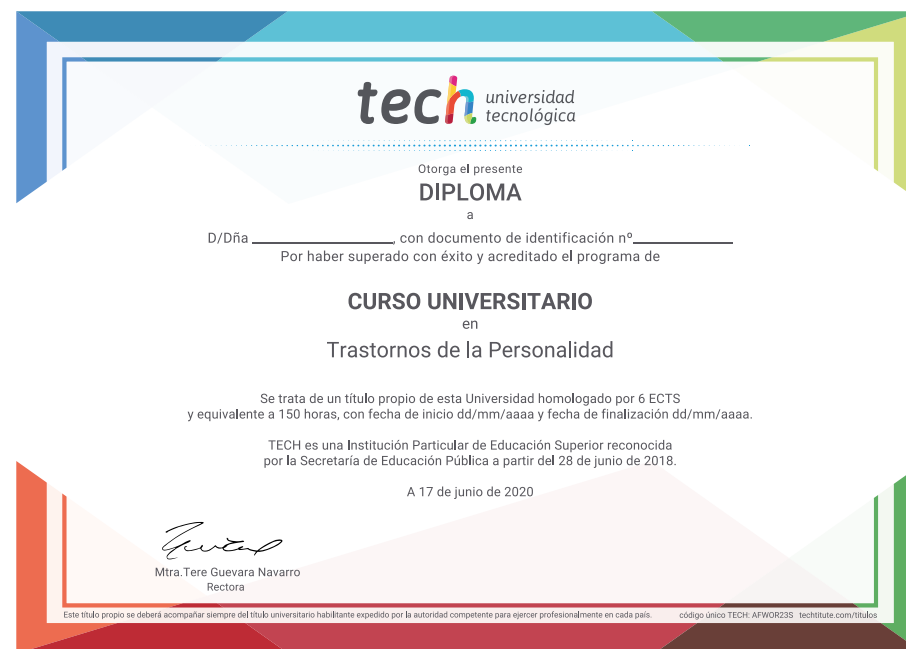 tech universidad
tecnológica
Otorga el presente
DIPLOMA
a
D/Dña ____________________, con documento de identificación nº______________
Por haber superado con éxito y acreditado el programa de
CURSO UNIVERSITARIO
en
Trastornos de la Personalidad
Se trata de un título propio de esta Universidad homologado por 6 ECTS
y equivalente a 150 horas, con fecha de inicio dd/mm/aaaa y fecha de finalización dd/mm/aaaa.
TECH es una Institución Particular de Educación Superior reconocida
por la Secretaría de Educación Pública a partir del 28 de junio de 2018.
A 17 de junio de 2020
Mtra.Tere Guevara Navarro
Rectora
Este título propio se deberá acompañar siempre del título universitario habilitante expedido por la autoridad competente para ejercer profesionalmente en cada país. código único TECH: AFWOR23S techtitute.com/titulos